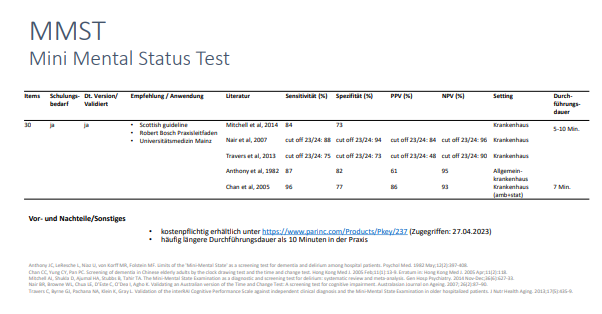 MMST
Mini Mental Status Test
Items Schulungs-bedarf Dt. Version/Validiert Empfehlung / Anwendung Literatur Sensitivität (%) Spezifität (%) PPV (%) NPV (%) Setting Durch-führungs-dauer
30 ja ja • Scottish guideline Mitchell et al, 2014 84 73 Krankenhaus 5-10 Min.
• Robert Bosch Praxisleitfaden
• Universitätsmedizin Mainz
Nair et al, 2007 cut off 23/24: 88 cut off 23/24: 94 cut off 23/24: 84 cut off 23/24: 96 Krankenhaus
Travers et al, 2013 cut off 23/24: 75 cut off 23/24: 73 cut off 23/24: 48 cut off 23/24: 90 Krankenhaus
Anthony et al, 1982 87 82 61 95 Allgemein-krankenhaus
Chan et al, 2005 96 77 86 93 Krankenhaus (amb+stat) 7 Min.
Vor- und Nachteile/Sonstiges
• kostenpflichtig erhältlich unter https://www.parinc.com/Products/Pkey/237 (Zugegriffen: 27.04.2023)
• häufig längere Durchführungsdauer als 10 Minuten in der Praxis
Anthony JC, LeResche L, Niaz U, von Korff MR, Folstein MF. Limits of the 'Mini-Mental State' as a screening test for dementia and delirium among hospital patients. Psychol Med. 1982 May;12(2):397-408.
Chan CC, Yung CY, Pan PC. Screening of dementia in Chinese elderly adults by the clock drawing test and the time and change test. Hong Kong Med J. 2005 Feb;11(1):13-9. Erratum in: Hong Kong Med J. 2005 Apr;11(2):118.
Mitchell AJ, Shukla D, Ajumal HA, Stubbs B, Tahir TA. The Mini-Mental State Examination as a diagnostic and screening test for delirium: systematic review and meta-analysis. Gen Hosp Psychiatry. 2014 Nov-Dec;36(6):627-33.
Nair BR, Browne WL, Chua LE, D'Este C, O'Dea I, Agho K. Validating an Australian version of the Time and Change Test: A screening test for cognitive impairment. Australasian Journal on Ageing. 2007; 26(2):87–90.
Travers C, Byrne GJ, Pachana NA, Klein K, Gray L. Validation of the interRAI Cognitive Performance Scale against independent clinical diagnosis and the Mini-Mental State Examination in older hospitalized patients. J Nutr Health Aging. 2013;17(5):435-9.